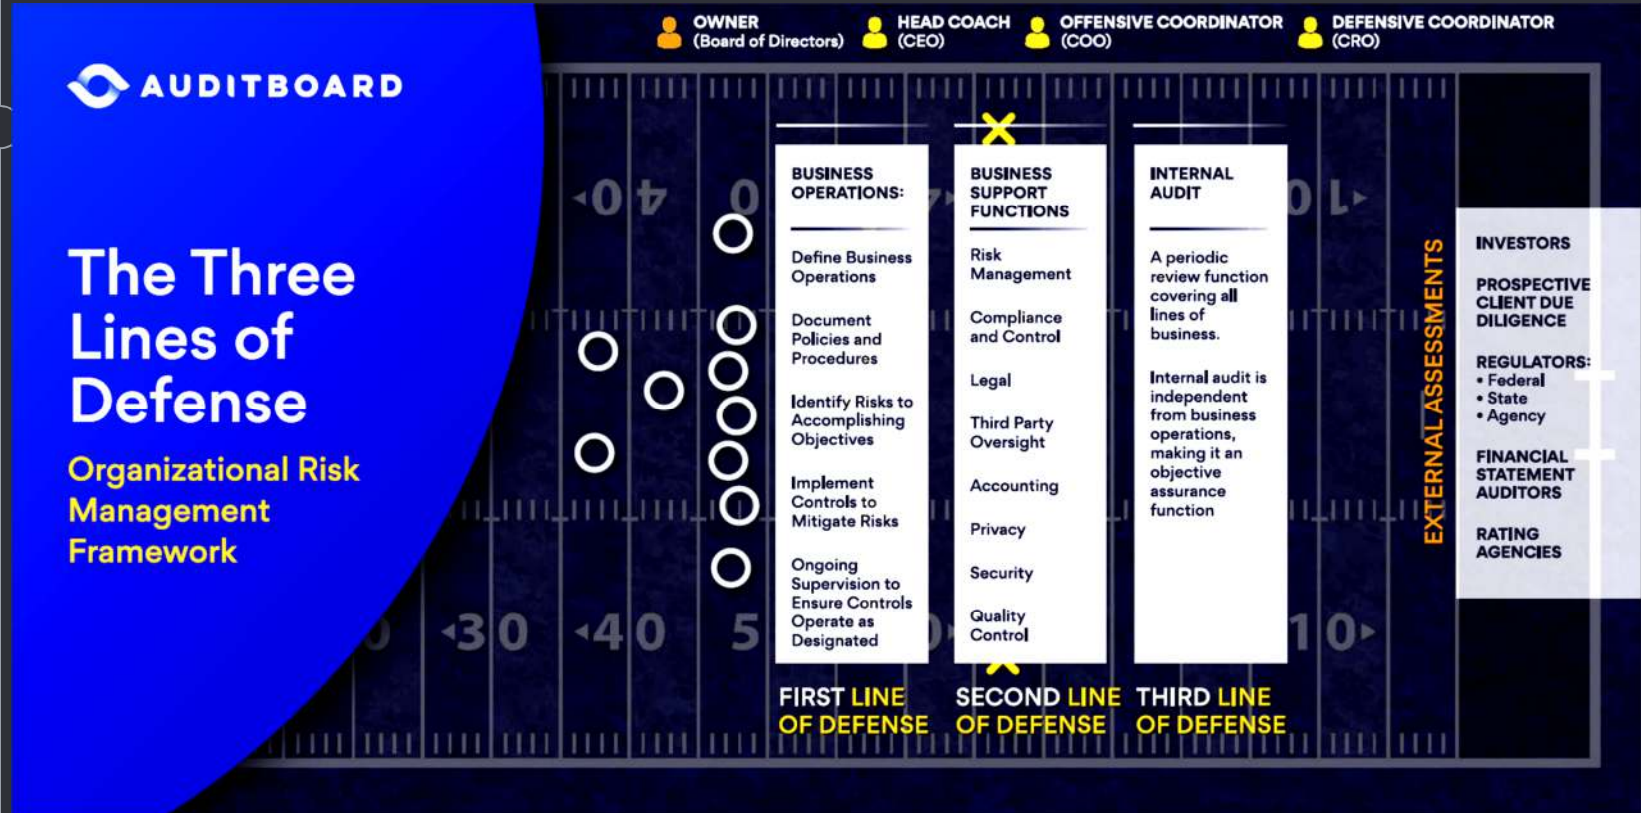 OWNER
(Board of Directors)
HEAD COACH
(CEO)
OFFENSIVE COORDINATOR
(COO)
DEFENSIVE COORDINATOR
(CRO)
AUDITBOARD
The Three
Lines of
Defense
Organizational Risk
Management
Framework
BUSINESS
OPERATIONS:
Define Business
Operations
Document
Policies and
Procedures
Identify Risks to
Accomplishing
Objectives
Implement
Controls to
Mitigate Risks
Ongoing
Supervision to
Ensure Controls
Operate as
Designated
FIRST LINE
OF DEFENSE
BUSINESS
SUPPORT
FUNCTIONS
Risk
Management
Compliance
and Control
Legal
Third Party
Oversight
Accounting
Privacy
Security
Quality
Control
SECOND LINE
OF DEFENSE
INTERNAL
AUDIT
A periodic
review function
covering all
lines of
business.
Internal audit is
independent
from business
operations,
making it an
objective
assurance
function
THIRD LINE
OF DEFENSE
EXTERNAL ASSESSMENTS
INVESTORS
PROSPECTIVE
CLIENT DUE
DILIGENCE
REGULATORS:
• Federal
• State
• Agency
FINANCIAL
STATEMENT
AUDITORS
RATING
AGENCIES
40
10
30
40
10